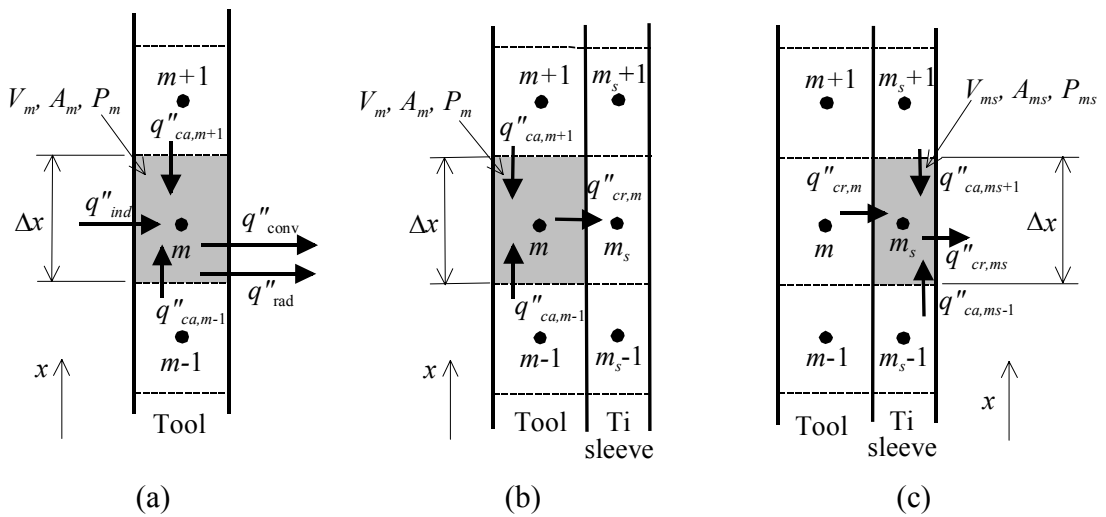 m+1
V_m, A_m, P_m
q''_ca,m+1
q''_ind
Δx
m
q''_conv
q''_rad
q''_ca,m-1
m-1
x
Tool
(a)
m+1
m_s+1
V_m, A_m, P_m
q''_ca,m+1
q''_cr,m
Δx
m
m_s
q''_ca,m-1
m-1
m_s-1
x
Tool
Ti
sleeve
(b)
m+1
m_s+1
V_ms, A_ms, P_ms
q''_cr,m
q''_ca,ms+1
Δx
m
m_s
q''_cr,ms
q''_ca,ms-1
m-1
m_s-1
x
Tool
Ti
sleeve
(c)